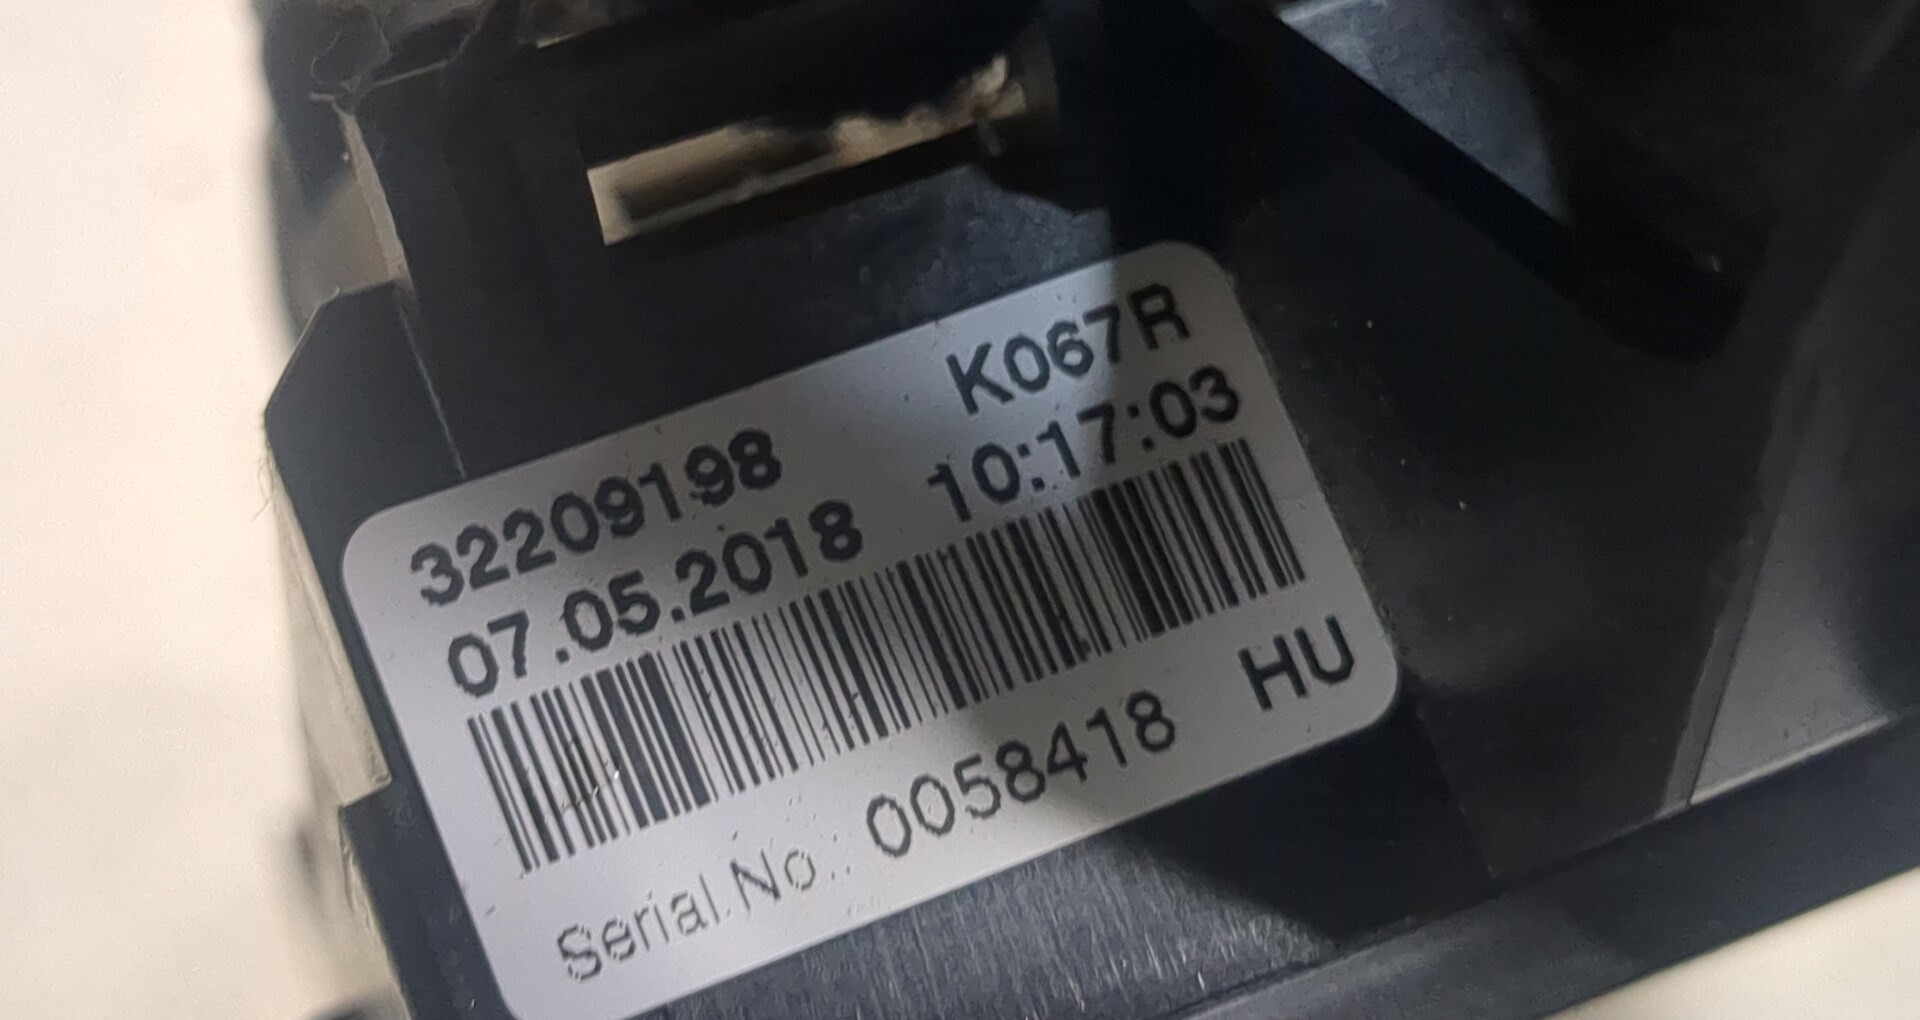 32209198 K067R
07.05.2018 10:17:03
Serial No.: 0058418 HU